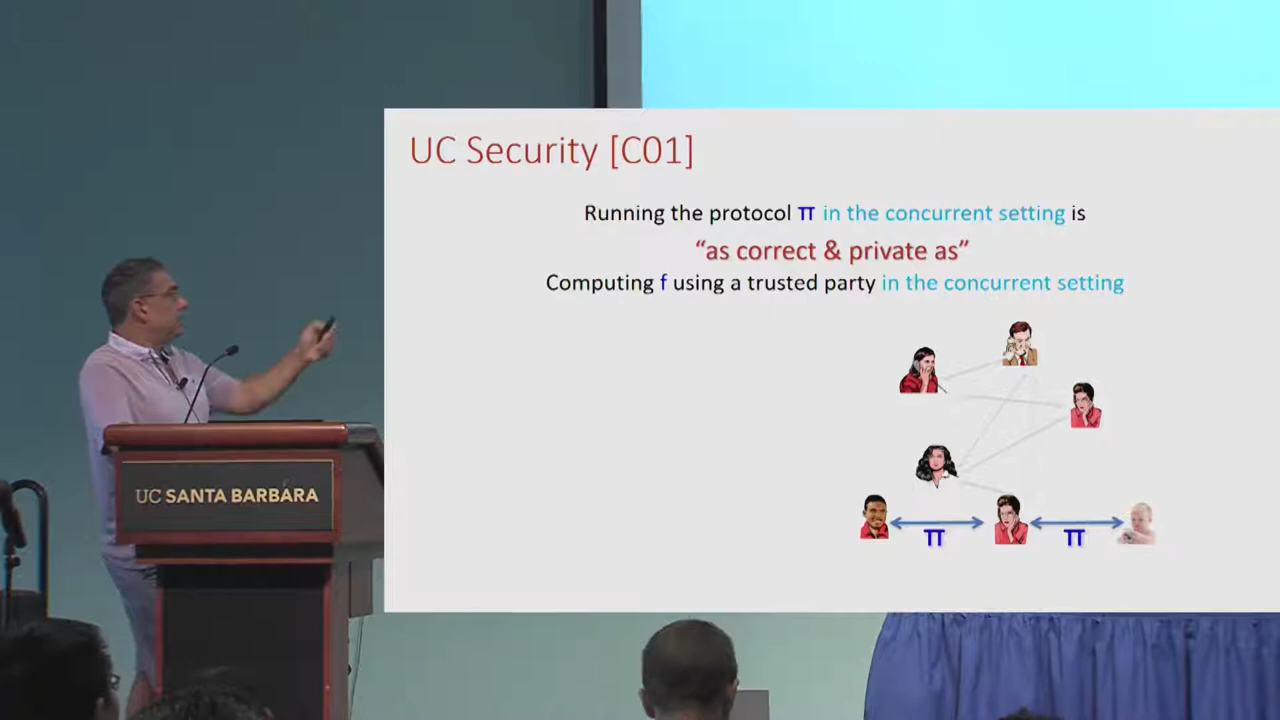 UC Security [C01]
Running the protocol π in the concurrent setting is
“as correct & private as”
Computing f using a trusted party in the concurrent setting
π
π
UC SANTA BARBARA